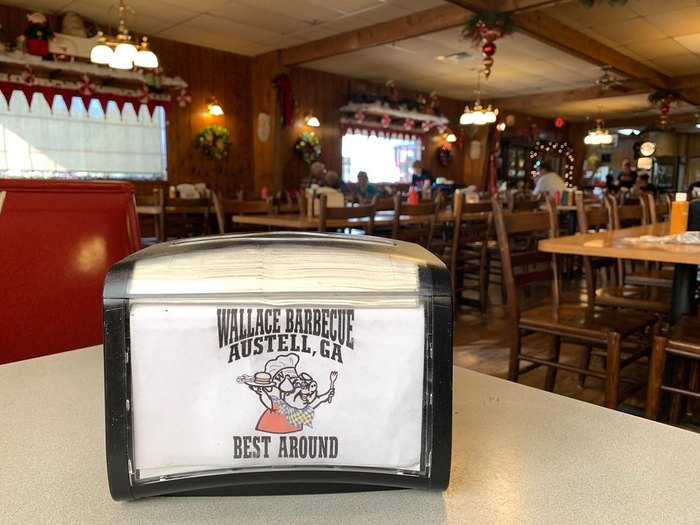 WALLACE BARBECUE
AUSTELL, GA
BEST AROUND